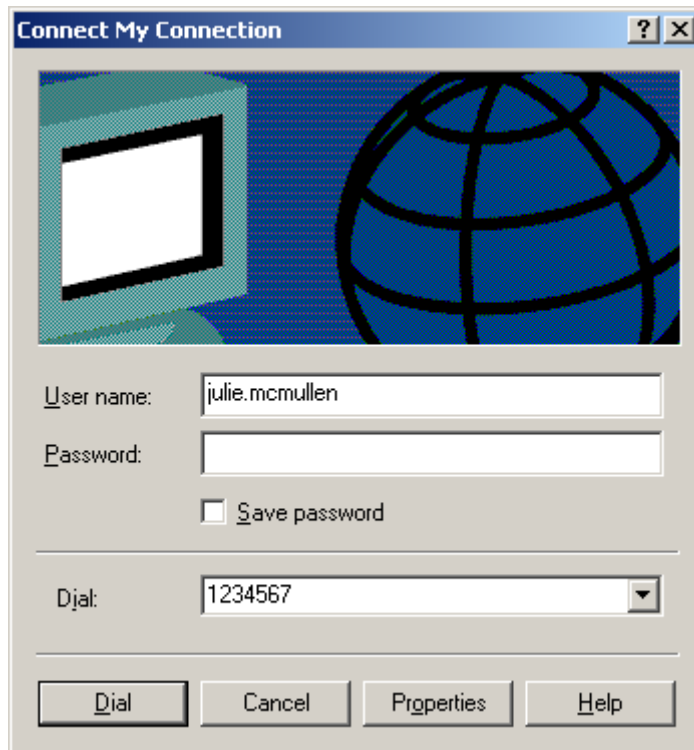 Connect My Connection
User name: julie.mcmullen
Password:
Save password
Dial: 1234567
Dial Cancel Properties Help